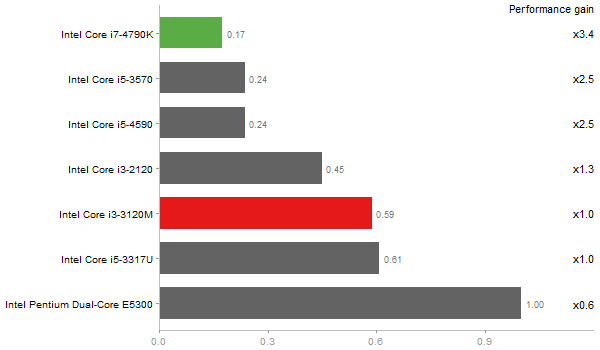 Performance gain
Intel Core i7-4790K 0.17 x3.4
Intel Core i5-3570 0.24 x2.5
Intel Core i5-4590 0.24 x2.5
Intel Core i3-2120 0.45 x1.3
Intel Core i3-3120M 0.59 x1.0
Intel Core i5-3317U 0.61 x1.0
Intel Pentium Dual-Core E5300 1.00 x0.6
0.0 0.3 0.6 0.9